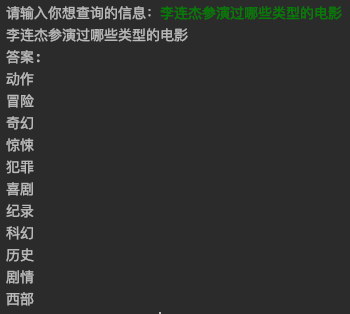 请输入你想查询的信息：李连杰参演过哪些类型的电影
李连杰参演过哪些类型的电影
答案:
动作
冒险
奇幻
惊悚
犯罪
喜剧
纪录
科幻
历史
剧情
西部